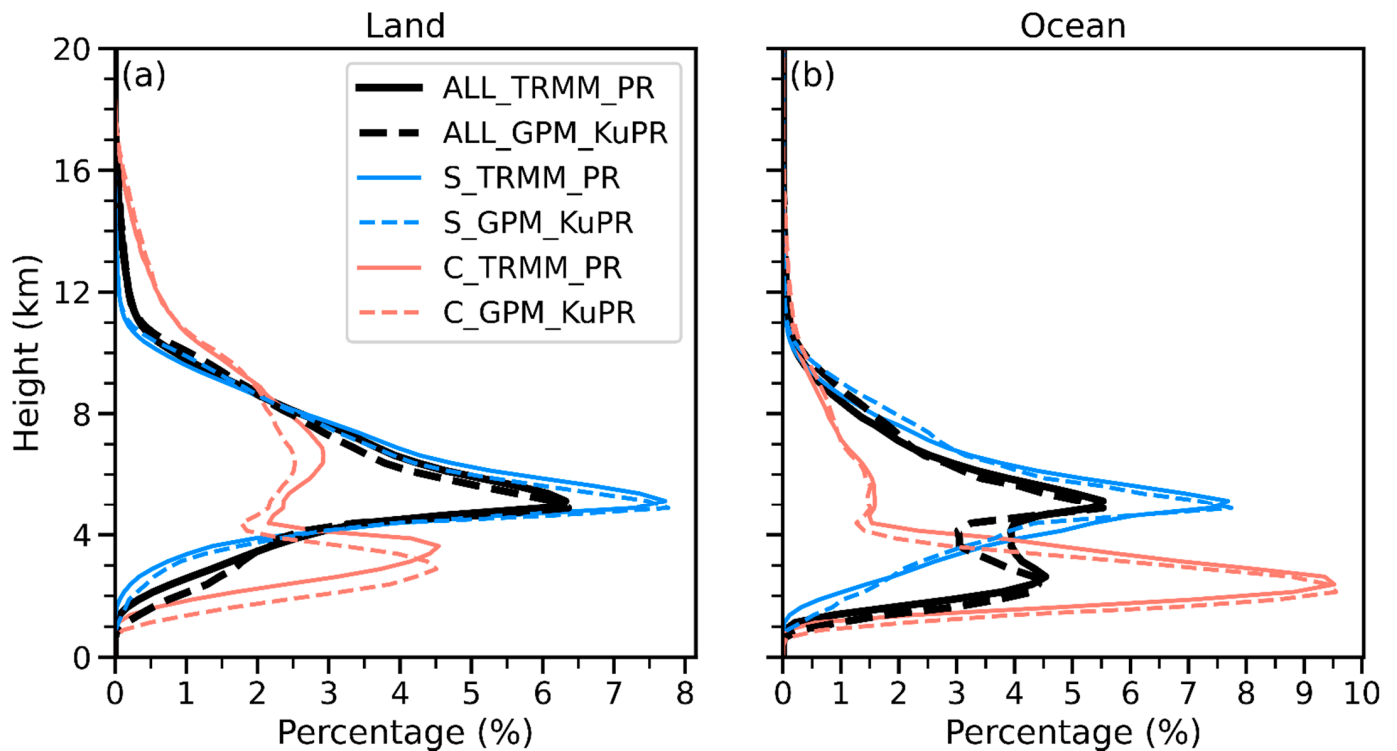 Land
Ocean
20
16
12
8
4
0
Height (km)
(a)
ALL_TRMM_PR
ALL_GPM_KuPR
S_TRMM_PR
S_GPM_KuPR
C_TRMM_PR
C_GPM_KuPR
0 1 2 3 4 5 6 7 8
Percentage (%)
(b)
0 1 2 3 4 5 6 7 8 9 10
Percentage (%)